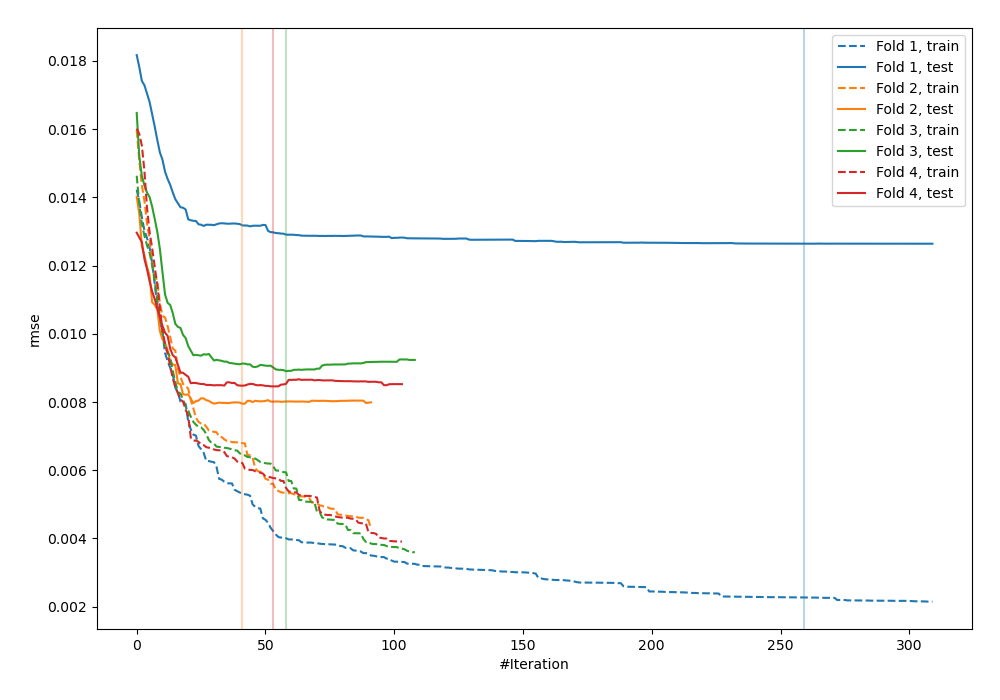 0.018
0.016
0.014
0.012
0.010
0.008
0.006
0.004
0.002
rmse
0 50 100 150 200 250 300
#Iteration
Fold 1, train
Fold 1, test
Fold 2, train
Fold 2, test
Fold 3, train
Fold 3, test
Fold 4, train
Fold 4, test